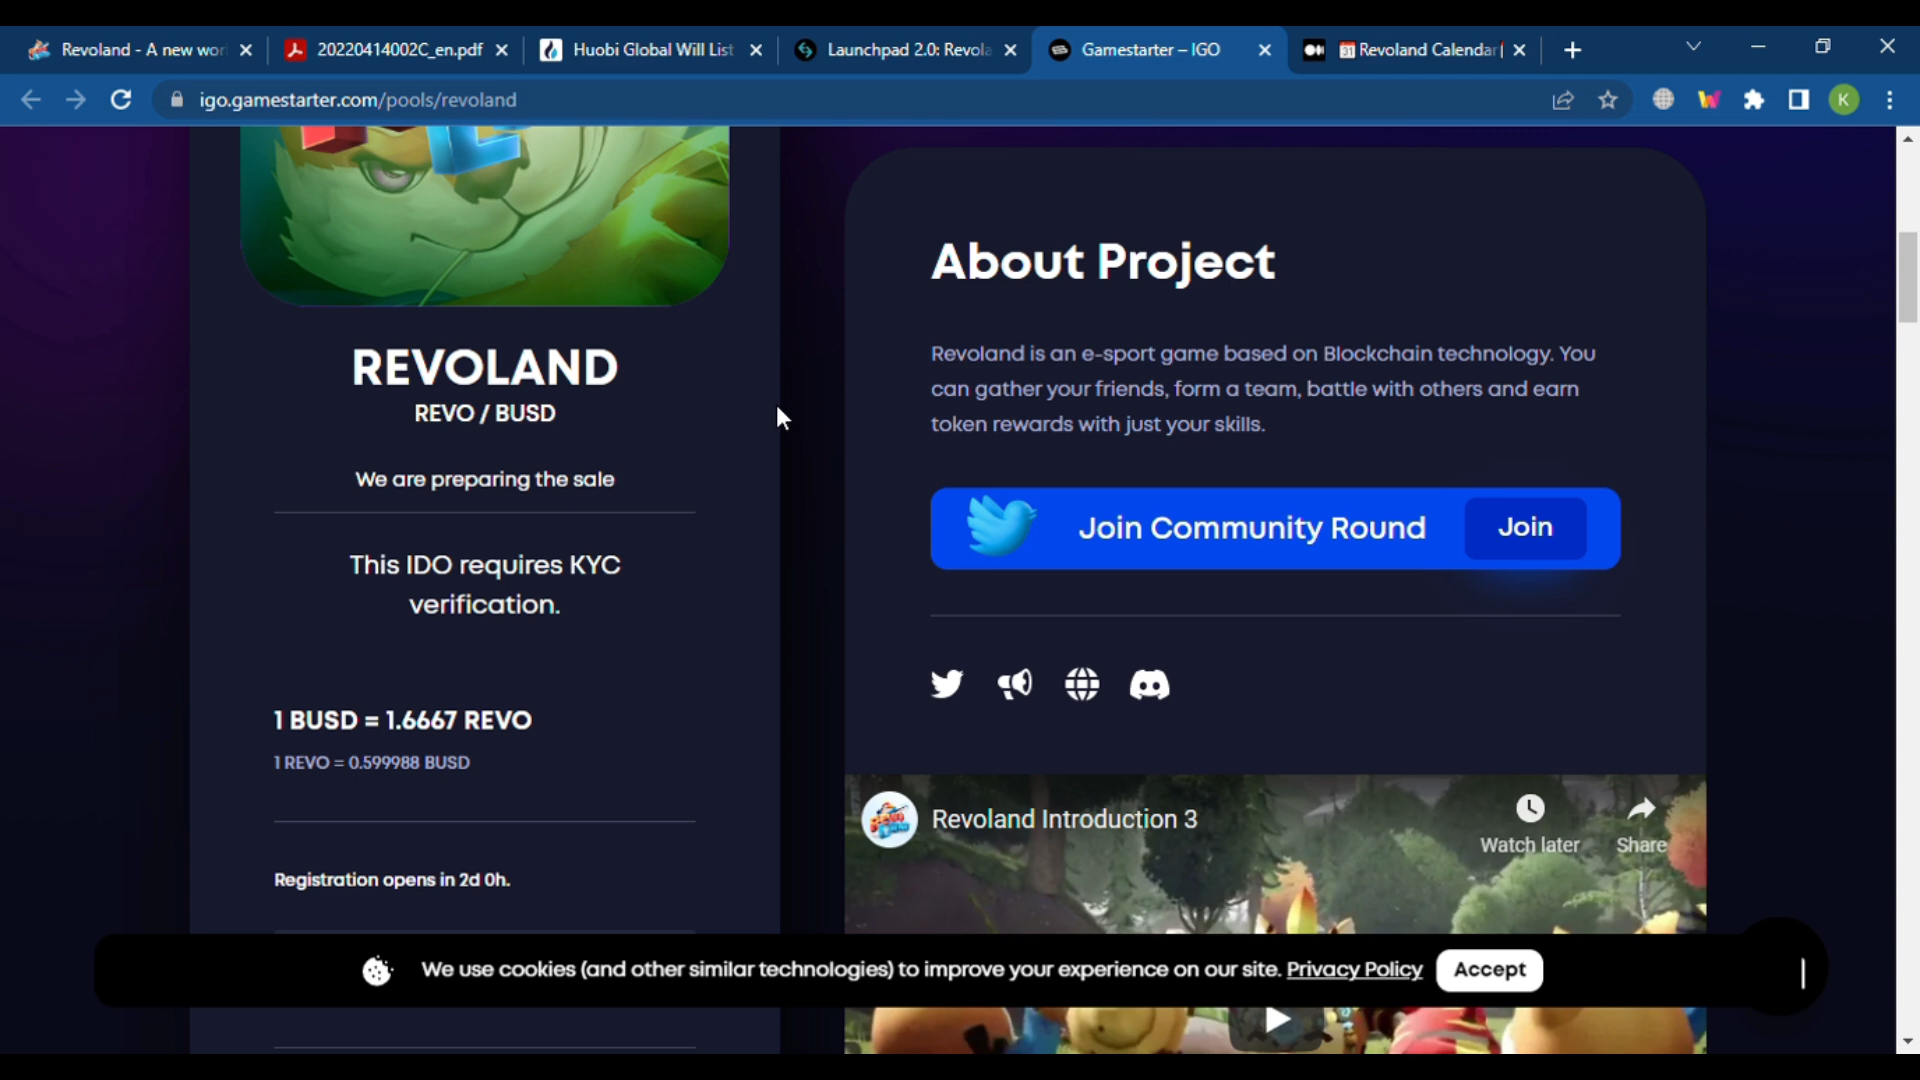 Revoland - A new wor
20220414002C_en.pdf
Huobi Global Will List
Launchpad 2.0: Revola
Gamestarter – IGO
31 Revoland Calendar
igo.gamestarter.com/pools/revoland
K
REVOLAND
REVO / BUSD
We are preparing the sale
This IDO requires KYC
verification.
1 BUSD = 1.6667 REVO
1 REVO = 0.599988 BUSD
Registration opens in 2d 0h.
About Project
Revoland is an e-sport game based on Blockchain technology. You
can gather your friends, form a team, battle with others and earn
token rewards with just your skills.
Join Community Round
Join
Revoland Introduction 3
Watch later
Share
We use cookies (and other similar technologies) to improve your experience on our site. Privacy Policy
Accept